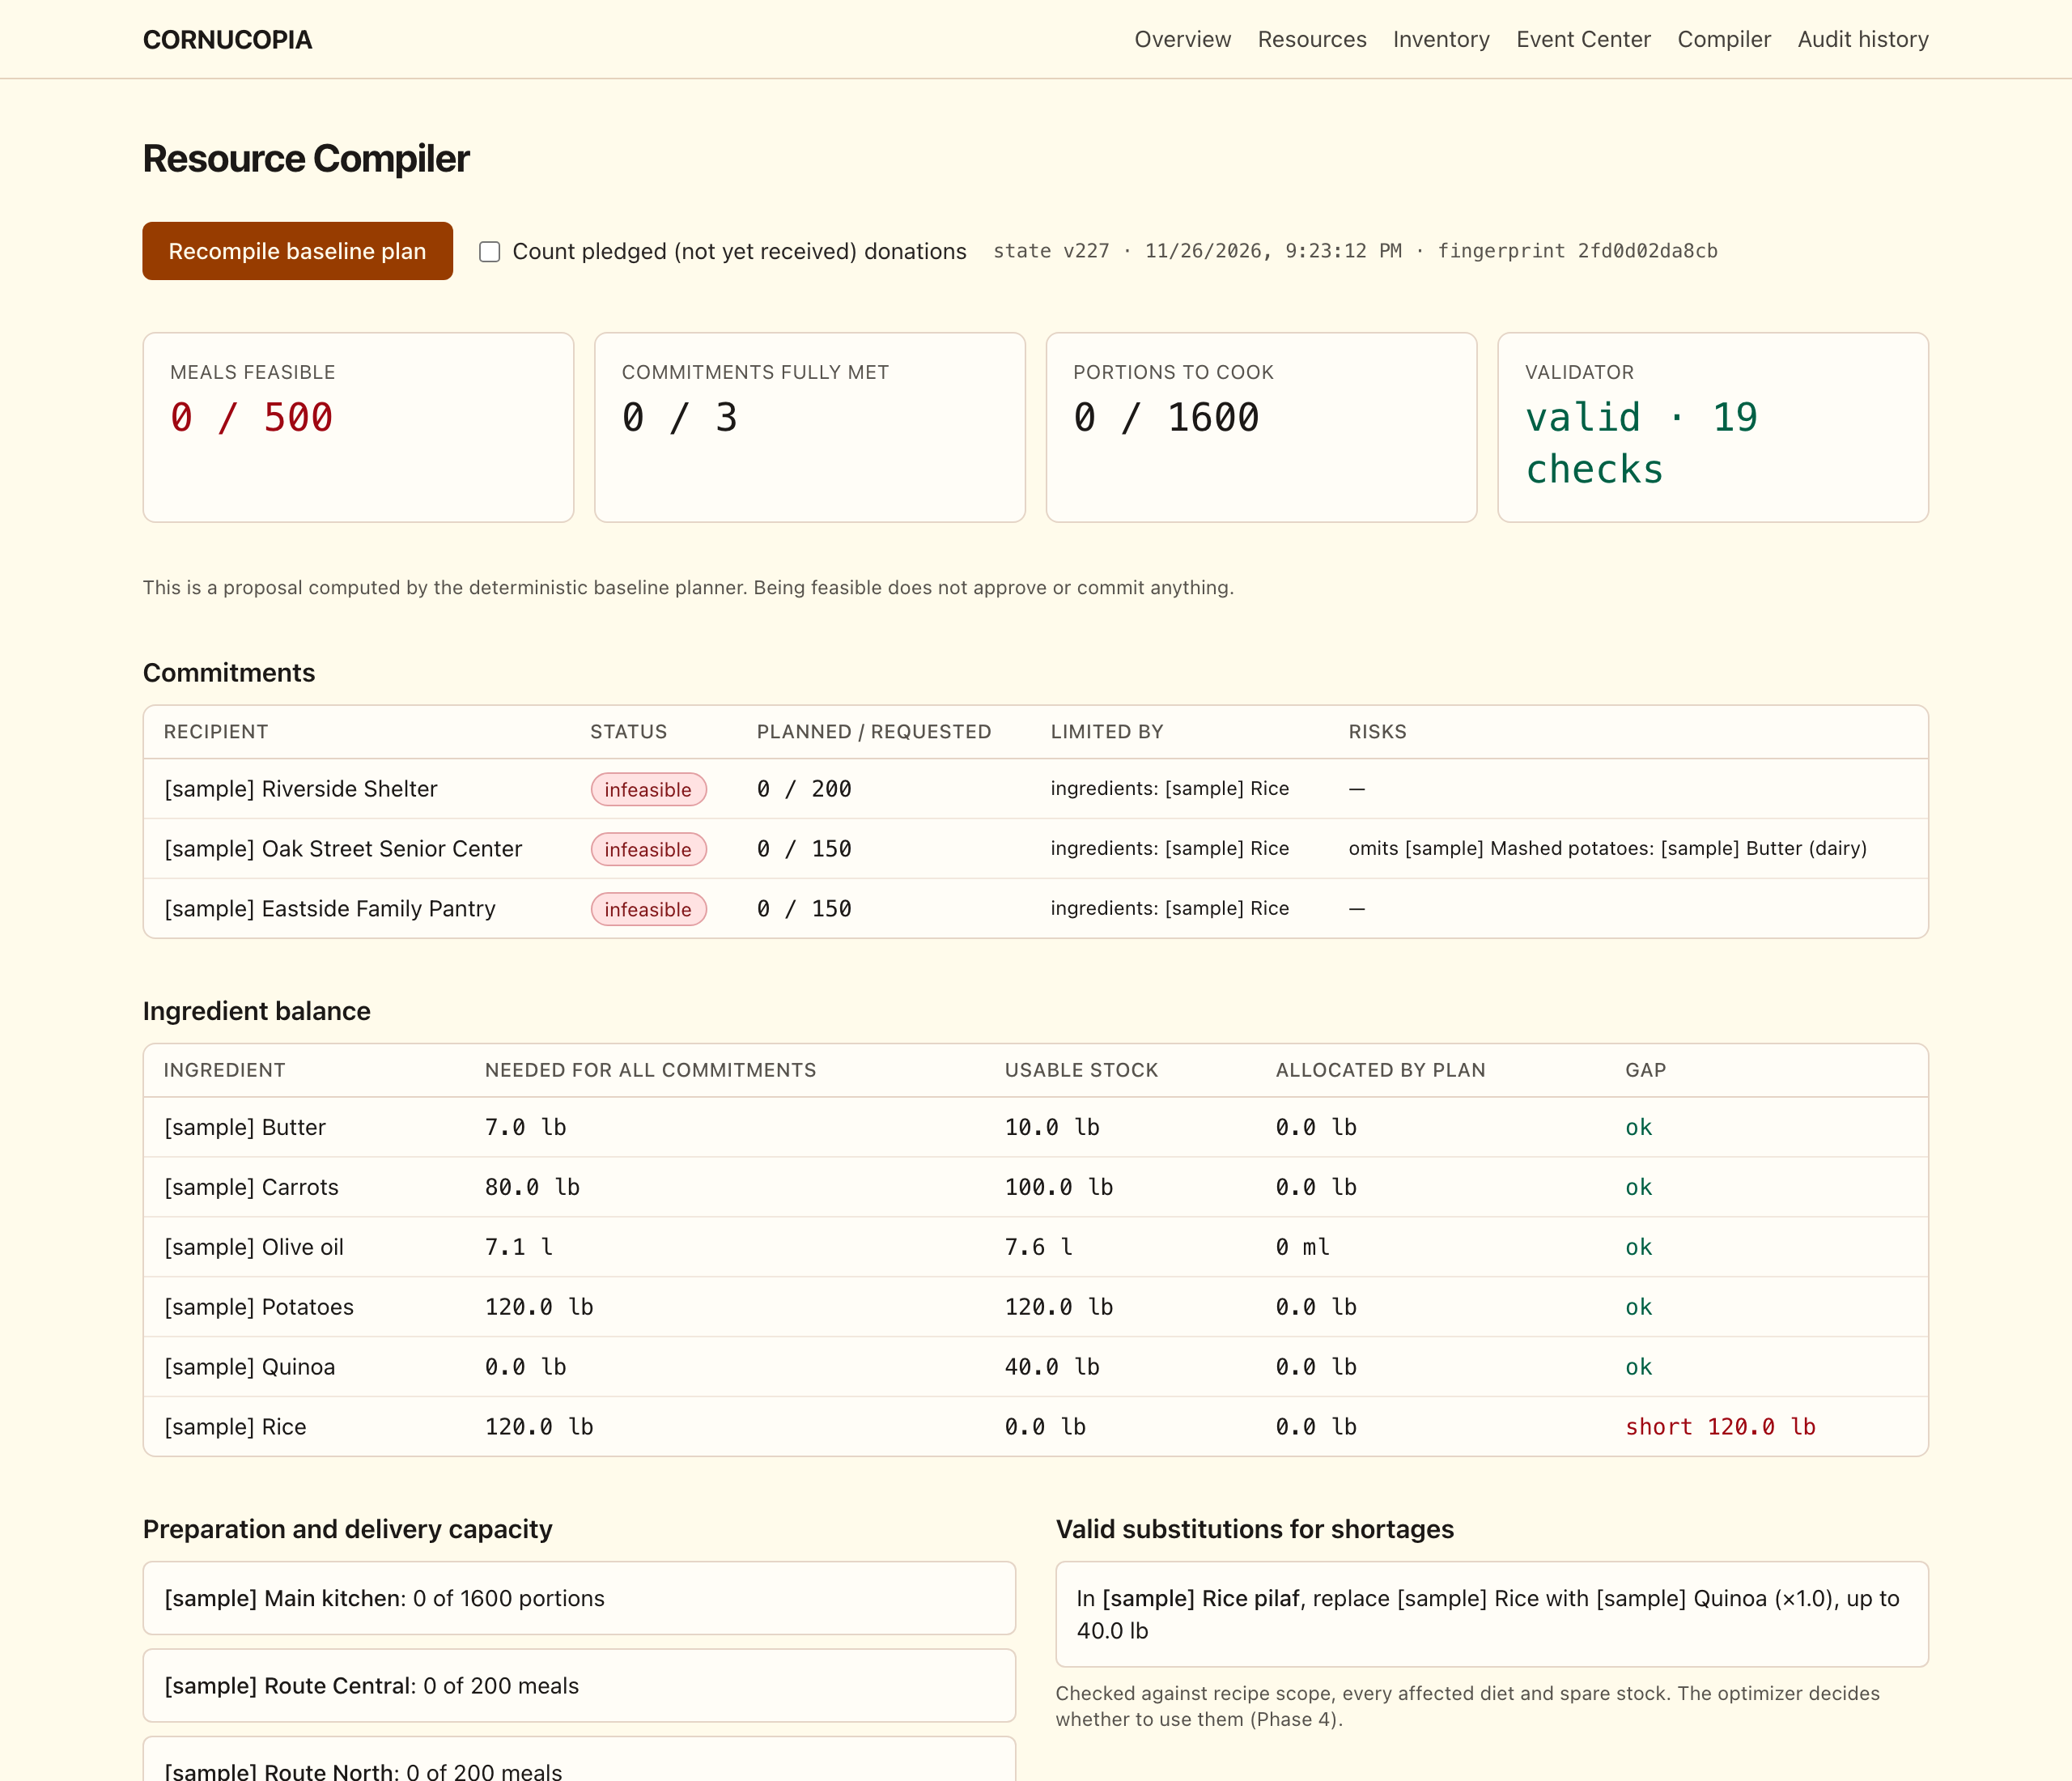 CORNUCOPIA
Overview Resources Inventory Event Center Compiler Audit history
Resource Compiler
Recompile baseline plan
Count pledged (not yet received) donations
state v227 · 11/26/2026, 9:23:12 PM · fingerprint 2fd0d02da8cb
MEALS FEASIBLE
0 / 500
COMMITMENTS FULLY MET
0 / 3
PORTIONS TO COOK
0 / 1600
VALIDATOR
valid · 19
checks
This is a proposal computed by the deterministic baseline planner. Being feasible does not approve or commit anything.
Commitments
RECIPIENT STATUS PLANNED / REQUESTED LIMITED BY RISKS
[sample] Riverside Shelter infeasible 0 / 200 ingredients: [sample] Rice —
[sample] Oak Street Senior Center infeasible 0 / 150 ingredients: [sample] Rice omits [sample] Mashed potatoes: [sample] Butter (dairy)
[sample] Eastside Family Pantry infeasible 0 / 150 ingredients: [sample] Rice —
Ingredient balance
INGREDIENT NEEDED FOR ALL COMMITMENTS USABLE STOCK ALLOCATED BY PLAN GAP
[sample] Butter 7.0 lb 10.0 lb 0.0 lb ok
[sample] Carrots 80.0 lb 100.0 lb 0.0 lb ok
[sample] Olive oil 7.1 l 7.6 l 0 ml ok
[sample] Potatoes 120.0 lb 120.0 lb 0.0 lb ok
[sample] Quinoa 0.0 lb 40.0 lb 0.0 lb ok
[sample] Rice 120.0 lb 0.0 lb 0.0 lb short 120.0 lb
Preparation and delivery capacity
[sample] Main kitchen: 0 of 1600 portions
[sample] Route Central: 0 of 200 meals
[sample] Route North: 0 of 200 meals
Valid substitutions for shortages
In [sample] Rice pilaf, replace [sample] Rice with [sample] Quinoa (×1.0), up to
40.0 lb
Checked against recipe scope, every affected diet and spare stock. The optimizer decides
whether to use them (Phase 4).